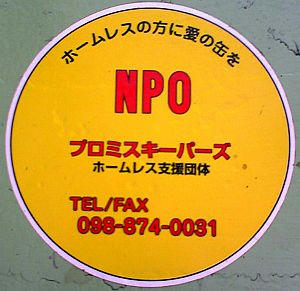 ホームレスの方に愛の缶を
NPO
プロミスキーパーズ
ホームレス支援団体
TEL/FAX
098-874-0031